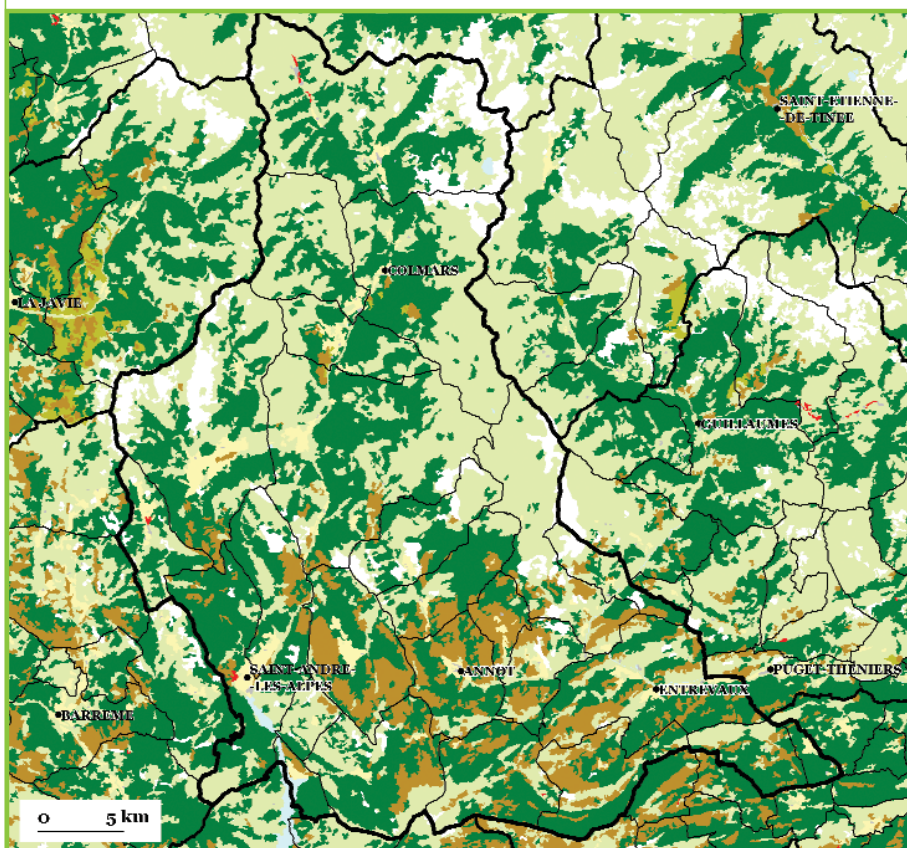 SAINT-ETIENNE-
-DE-TINEE
COLMARS
LA JAVIE
GUILLAUMES
SAINT-ANDRE-
-LES-ALPES
ANNOT
PUGET-THENIERS
ENTREVAUX
BARREME
0 5 km